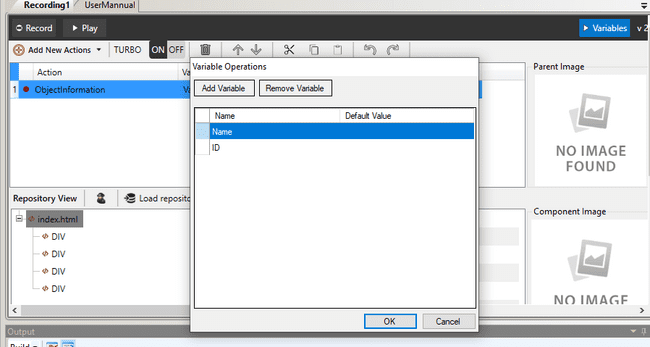 Recording1 UserMannual
Record Play Variables v 2
Add New Actions TURBO ON OFF
Variable Operations
Add Variable Remove Variable
Name Default Value
Name
ID
OK Cancel
Action Va
1 ObjectInformation Va
Parent Image
NO IMAGE
FOUND
Repository View Load reposito
index.html
DIV
DIV
DIV
DIV
Component Image
NO IMAGE
Output
Build